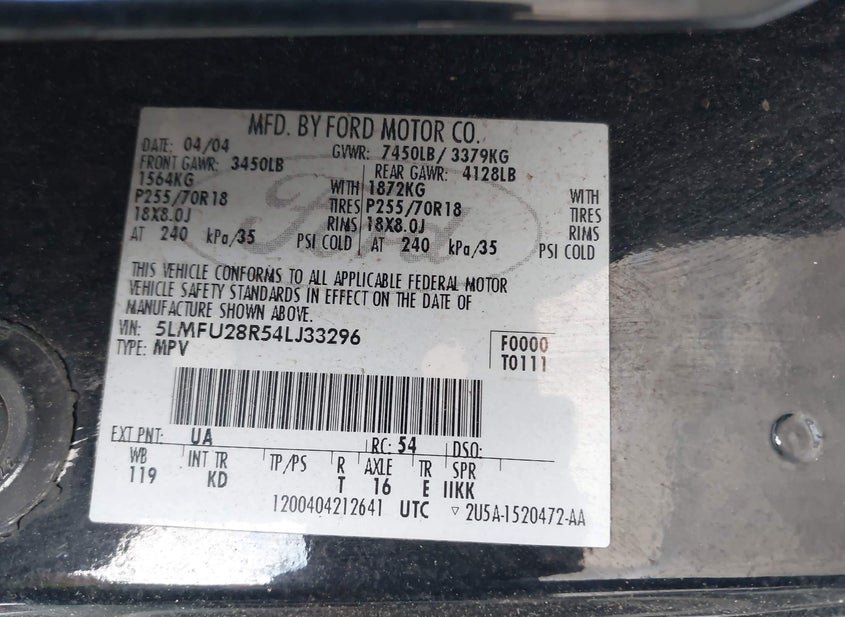 MFD. BY FORD MOTOR CO.
DATE: 04/04 GVWR: 7450LB/ 3379KG
FRONT GAWR: 3450LB REAR GAWR: 4128LB
1564KG WITH 1872KG WITH
P255/70R18 TIRES P255/70R18 TIRES
18X8.0J RIMS 18X8.0J RIMS
AT 240 kPa/35 PSI COLD AT 240 kPa/35 PSI COLD
THIS VEHICLE CONFORMS TO ALL APPLICABLE FEDERAL MOTOR
VEHICLE SAFETY STANDARDS IN EFFECT ON THE DATE OF
MANUFACTURE SHOWN ABOVE.
VIN: 5LMFU28R54LJ33296 F0000
TYPE: MPV T0111
EXT PNT: UA RC: 54 DSO:
WB INT TR TP/PS R AXLE TR SPR
119 KD T 16 E IIKK
1200404212641 UTC ▽ 2U5A-1520472-AA
Ford